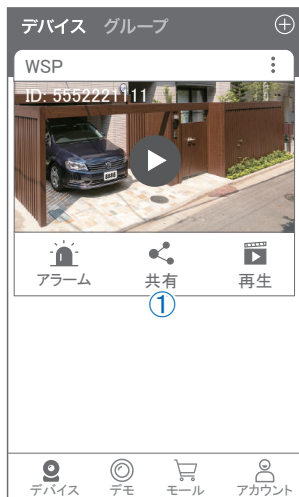 デバイス グループ
WSP
ID: 5552221111
アラーム 共有 再生
①
デバイス デモ モール アカウント